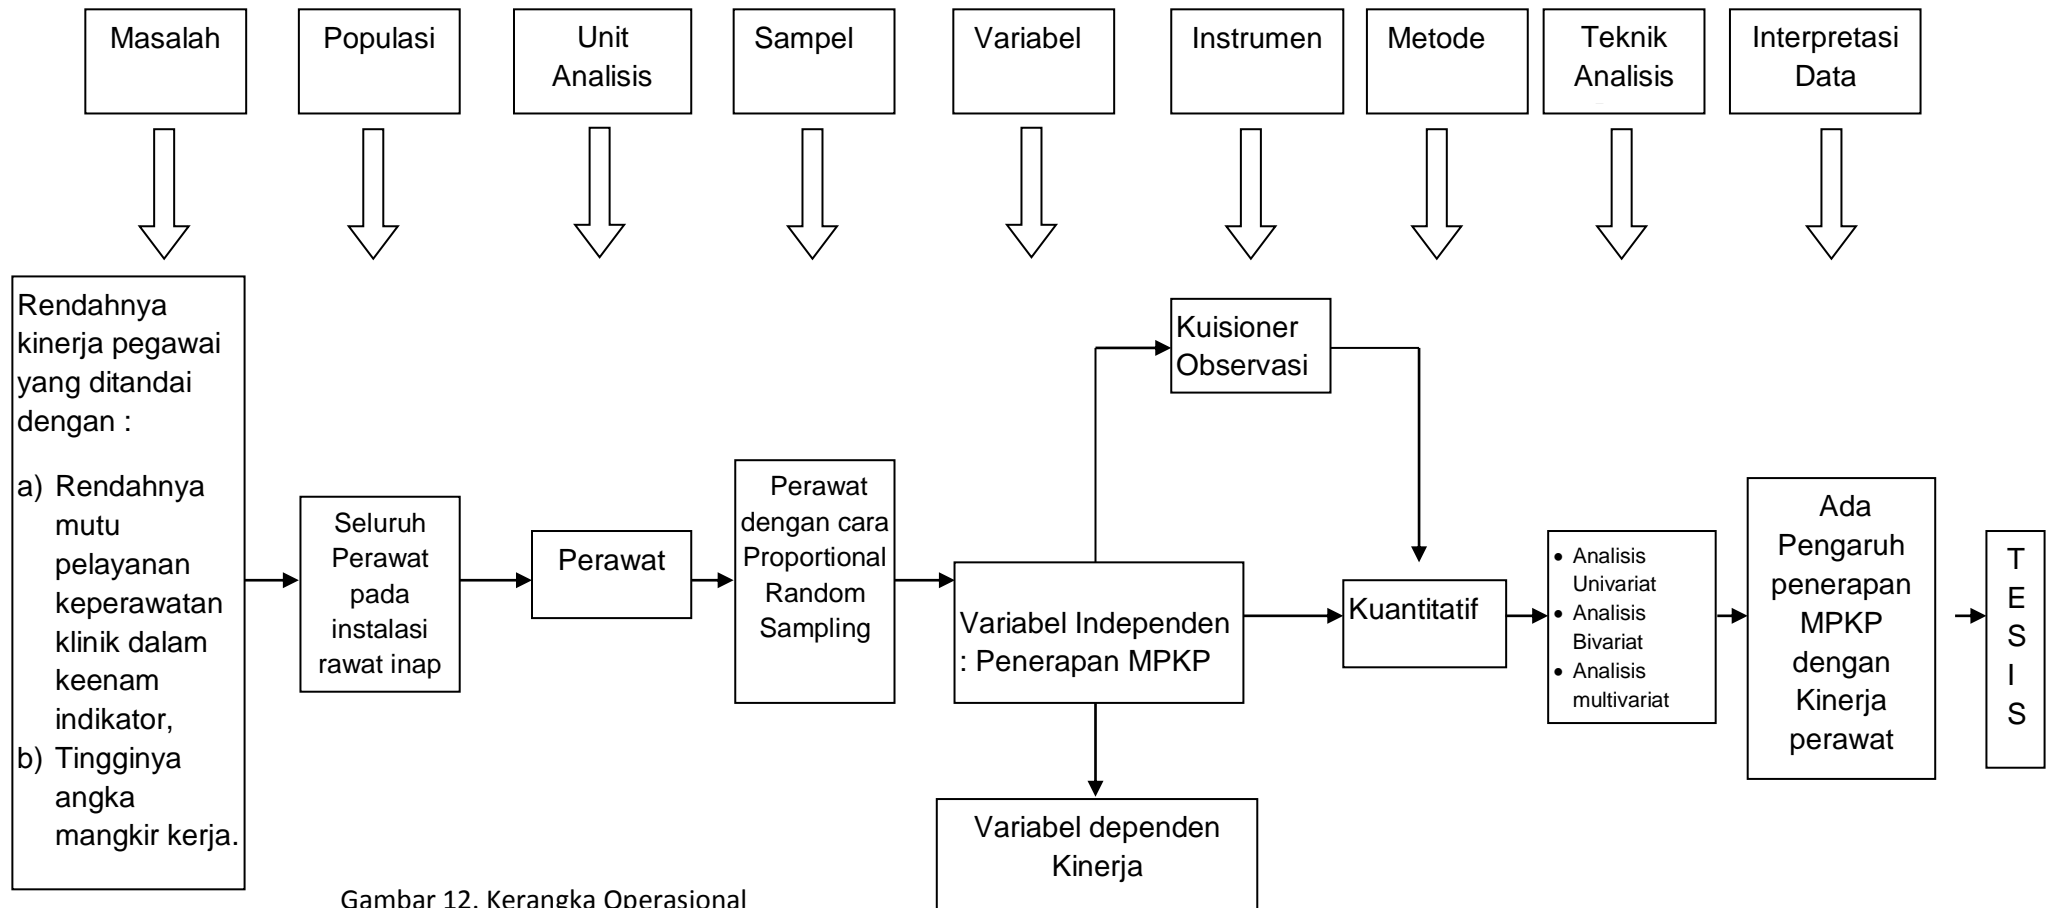 Masalah
Populasi
Unit
Analisis
Sampel
Variabel
Instrumen
Metode
Teknik
Analisis
Interpretasi
Data
Rendahnya
kinerja pegawai
yang ditandai
dengan :
a) Rendahnya
mutu
pelayanan
keperawatan
klinik dalam
keenam
indikator,
b) Tingginya
angka
mangkir kerja.
Seluruh
Perawat
pada
instalasi
rawat inap
Perawat
Perawat
dengan cara
Proportional
Random
Sampling
Variabel Independen
: Penerapan MPKP
Variabel dependen
Kinerja
Kuisioner
Observasi
Kuantitatif
• Analisis
Univariat
• Analisis
Bivariat
• Analisis
multivariat
Ada
Pengaruh
penerapan
MPKP
dengan
Kinerja
perawat
T
E
S
I
S
Gambar 12. Kerangka Operasional